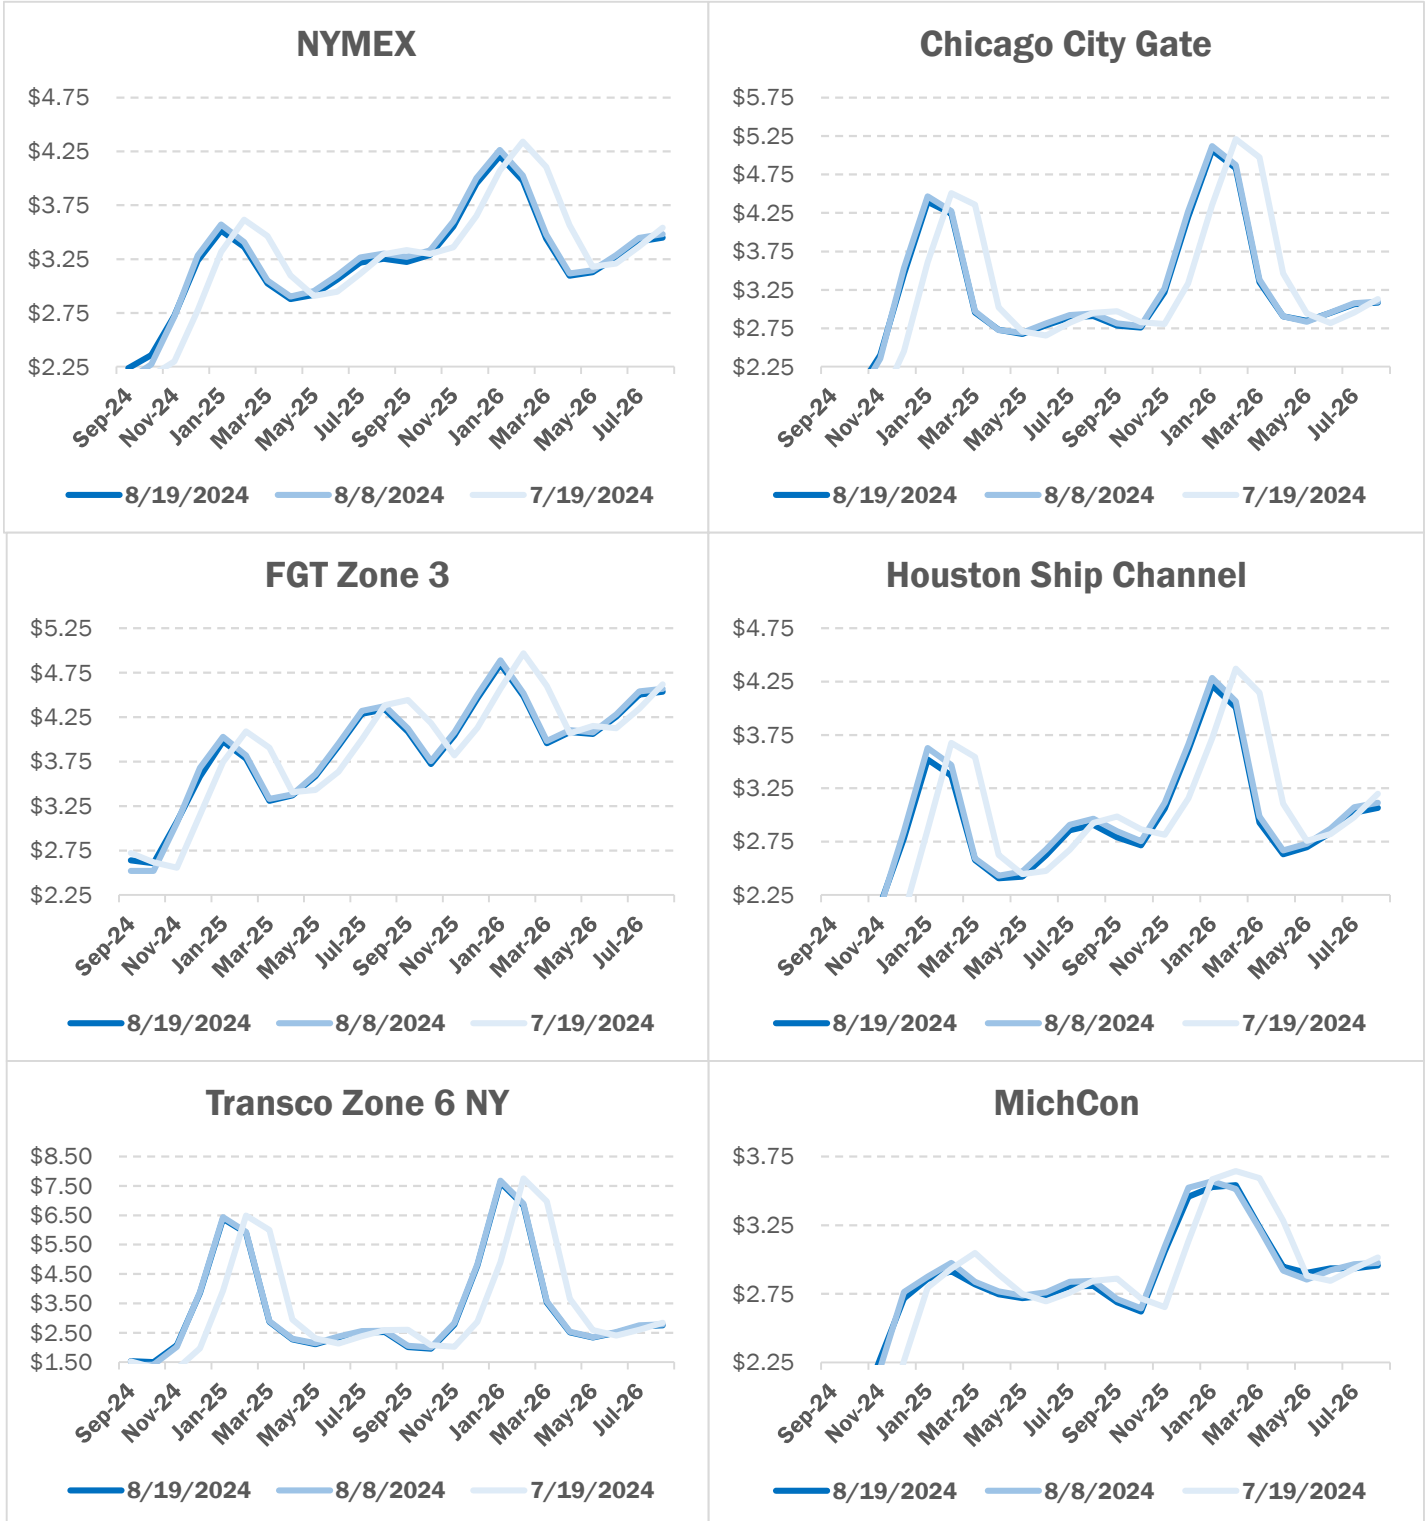 NYMEX
$4.75
$4.25
$3.75
$3.25
$2.75
$2.25
Sep-24 Nov-24 Jan-25 Mar-25 May-25 Jul-25 Sep-25 Nov-25 Jan-26 Mar-26 May-26 Jul-26
8/19/2024 8/8/2024 7/19/2024
Chicago City Gate
$5.75
$5.25
$4.75
$4.25
$3.75
$3.25
$2.75
$2.25
Sep-24 Nov-24 Jan-25 Mar-25 May-25 Jul-25 Sep-25 Nov-25 Jan-26 Mar-26 May-26 Jul-26
8/19/2024 8/8/2024 7/19/2024
FGT Zone 3
$5.25
$4.75
$4.25
$3.75
$3.25
$2.75
$2.25
Sep-24 Nov-24 Jan-25 Mar-25 May-25 Jul-25 Sep-25 Nov-25 Jan-26 Mar-26 May-26 Jul-26
8/19/2024 8/8/2024 7/19/2024
Houston Ship Channel
$4.75
$4.25
$3.75
$3.25
$2.75
$2.25
Sep-24 Nov-24 Jan-25 Mar-25 May-25 Jul-25 Sep-25 Nov-25 Jan-26 Mar-26 May-26 Jul-26
8/19/2024 8/8/2024 7/19/2024
Transco Zone 6 NY
$8.50
$7.50
$6.50
$5.50
$4.50
$3.50
$2.50
$1.50
Sep-24 Nov-24 Jan-25 Mar-25 May-25 Jul-25 Sep-25 Nov-25 Jan-26 Mar-26 May-26 Jul-26
8/19/2024 8/8/2024 7/19/2024
MichCon
$3.75
$3.25
$2.75
$2.25
Sep-24 Nov-24 Jan-25 Mar-25 May-25 Jul-25 Sep-25 Nov-25 Jan-26 Mar-26 May-26 Jul-26
8/19/2024 8/8/2024 7/19/2024